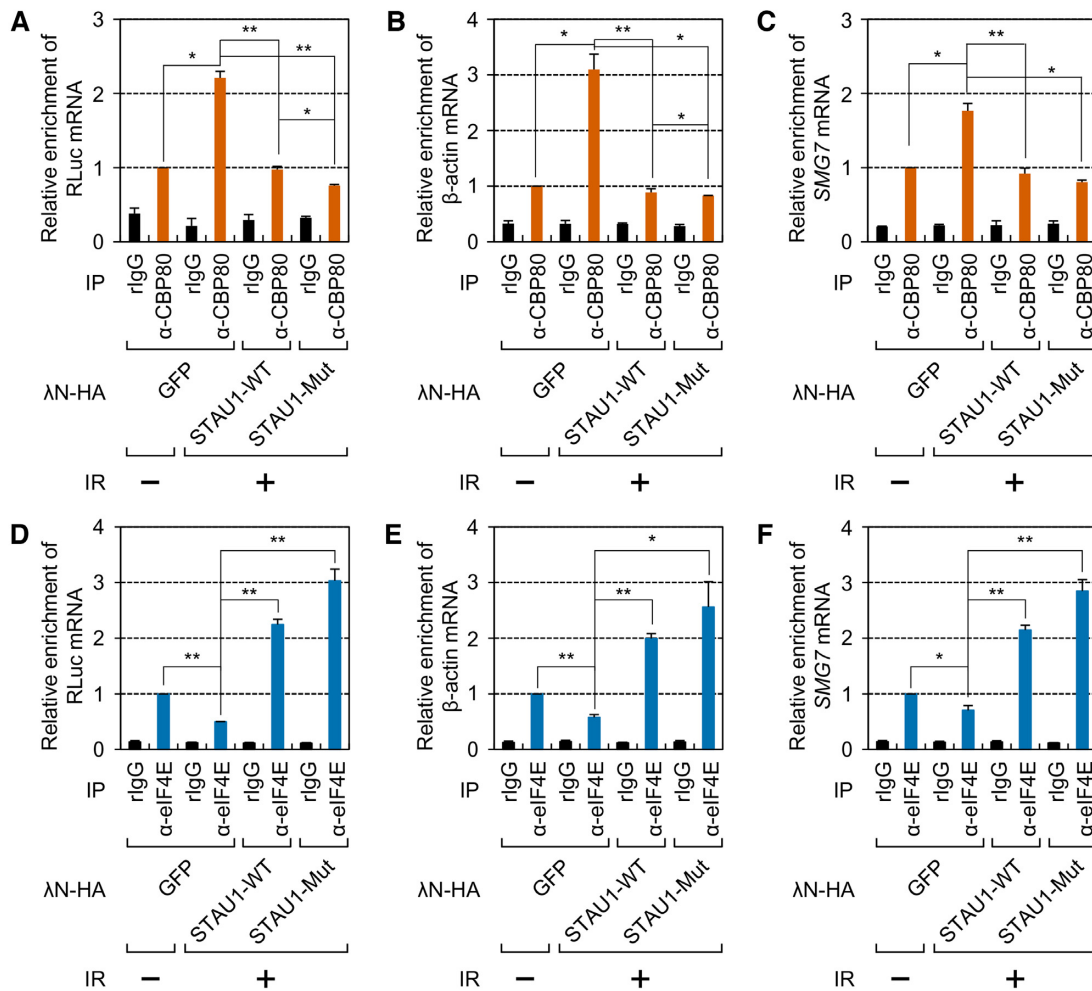 A
Relative enrichment of
RLuc mRNA
3
2
1
0
*
**
**
*
IP
rIgG
α-CBP80
rIgG
α-CBP80
rIgG
α-CBP80
rIgG
α-CBP80
λN-HA
GFP
STAU1-WT
STAU1-Mut
IR
−
+
B
Relative enrichment of
β-actin mRNA
4
3
2
1
0
*
**
*
*
rIgG
α-CBP80
rIgG
α-CBP80
rIgG
α-CBP80
rIgG
α-CBP80
GFP
STAU1-WT
STAU1-Mut
−
+
C
Relative enrichment of
SMG7 mRNA
3
2
1
0
*
**
*
rIgG
α-CBP80
rIgG
α-CBP80
rIgG
α-CBP80
rIgG
α-CBP80
GFP
STAU1-WT
STAU1-Mut
−
+
D
Relative enrichment of
RLuc mRNA
4
3
2
1
0
**
**
**
IP
rIgG
α-eIF4E
rIgG
α-eIF4E
rIgG
α-eIF4E
rIgG
α-eIF4E
λN-HA
GFP
STAU1-WT
STAU1-Mut
IR
−
+
E
Relative enrichment of
β-actin mRNA
4
3
2
1
0
**
**
*
IP
rIgG
α-eIF4E
rIgG
α-eIF4E
rIgG
α-eIF4E
rIgG
α-eIF4E
λN-HA
GFP
STAU1-WT
STAU1-Mut
IR
−
+
F
Relative enrichment of
SMG7 mRNA
4
3
2
1
0
*
**
**
IP
rIgG
α-eIF4E
rIgG
α-eIF4E
rIgG
α-eIF4E
rIgG
α-eIF4E
λN-HA
GFP
STAU1-WT
STAU1-Mut
IR
−
+